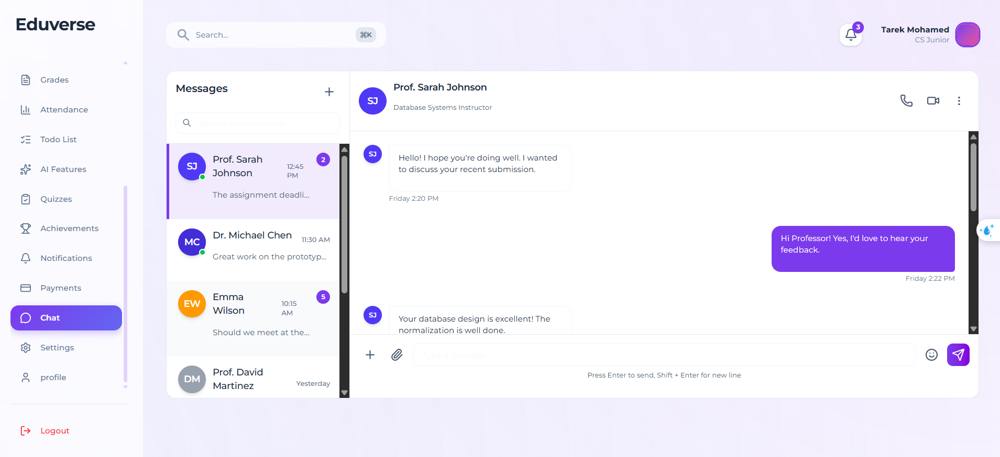 Eduverse
Grades
Attendance
Todo List
AI Features
Quizzes
Achievements
Notifications
Payments
Chat
Settings
profile
Logout
Search...
⌘K
3
Tarek Mohamed
CS Junior
Messages
Search conversations...
SJ
Prof. Sarah
Johnson
12:45
PM
2
The assignment deadli...
MC
Dr. Michael Chen
11:30 AM
Great work on the prototyp...
EW
Emma
Wilson
10:15
AM
5
Should we meet at the...
DM
Prof. David
Martinez
Yesterday
SJ
Prof. Sarah Johnson
Database Systems Instructor
SJ
Hello! I hope you're doing well. I wanted
to discuss your recent submission.
Friday 2:20 PM
Hi Professor! Yes, I'd love to hear your
feedback.
Friday 2:22 PM
SJ
Your database design is excellent! The
normalization is well done.
Type a message...
Press Enter to send, Shift + Enter for new line